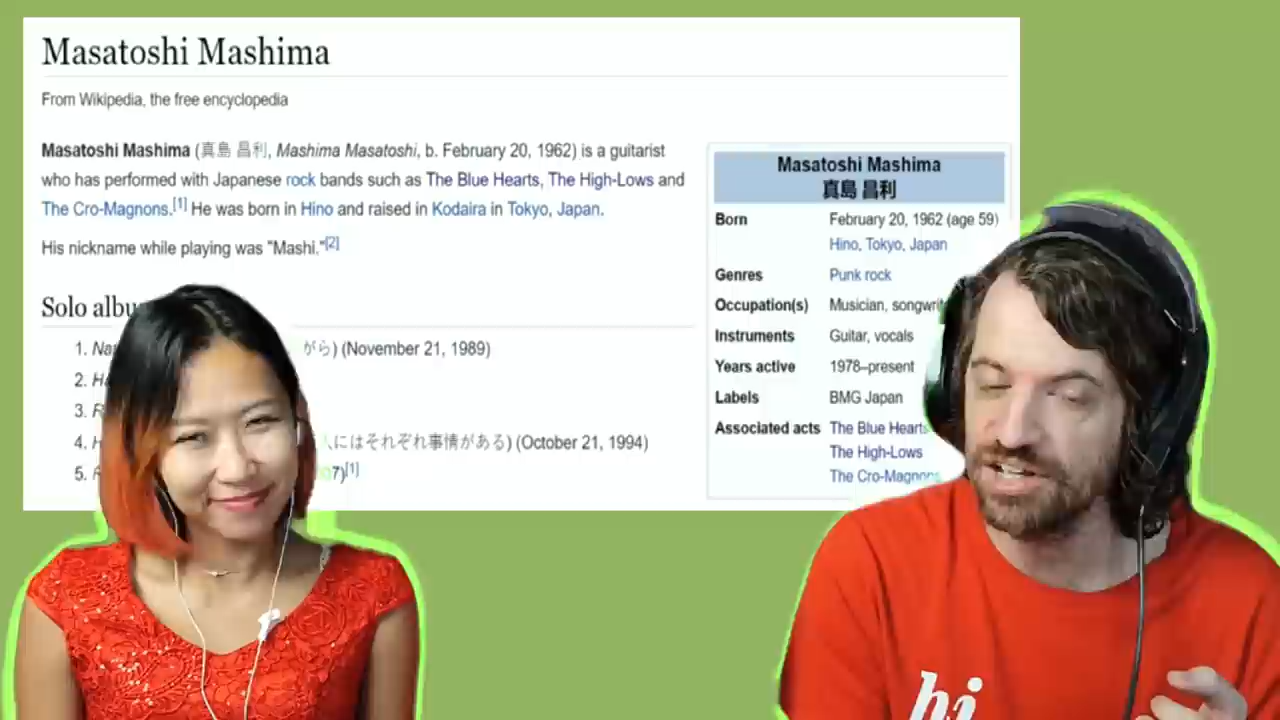 Masatoshi Mashima
From Wikipedia, the free encyclopedia
Masatoshi Mashima (真島 昌利, Mashima Masatoshi, b. February 20, 1962) is a guitarist
who has performed with Japanese rock bands such as The Blue Hearts, The High-Lows and
The Cro-Magnons.[1] He was born in Hino and raised in Kodaira in Tokyo, Japan.
His nickname while playing was "Mashi."[2]
Solo
1. がら) (November 21, 1989)
2.
3.
4. にはそれぞれ事情がある) (October 21, 1994)
5. 7)[1]
Masatoshi Mashima
真島 昌利
Born February 20, 1962 (age 59)
Hino, Tokyo, Japan
Genres Punk rock
Occupation(s) Musician,
Instruments Guitar, vocals
Years active 1978–present
Labels BMG Japan
Associated acts The Blue Hearts
The High-Lows
The Cro-Magnons
hi